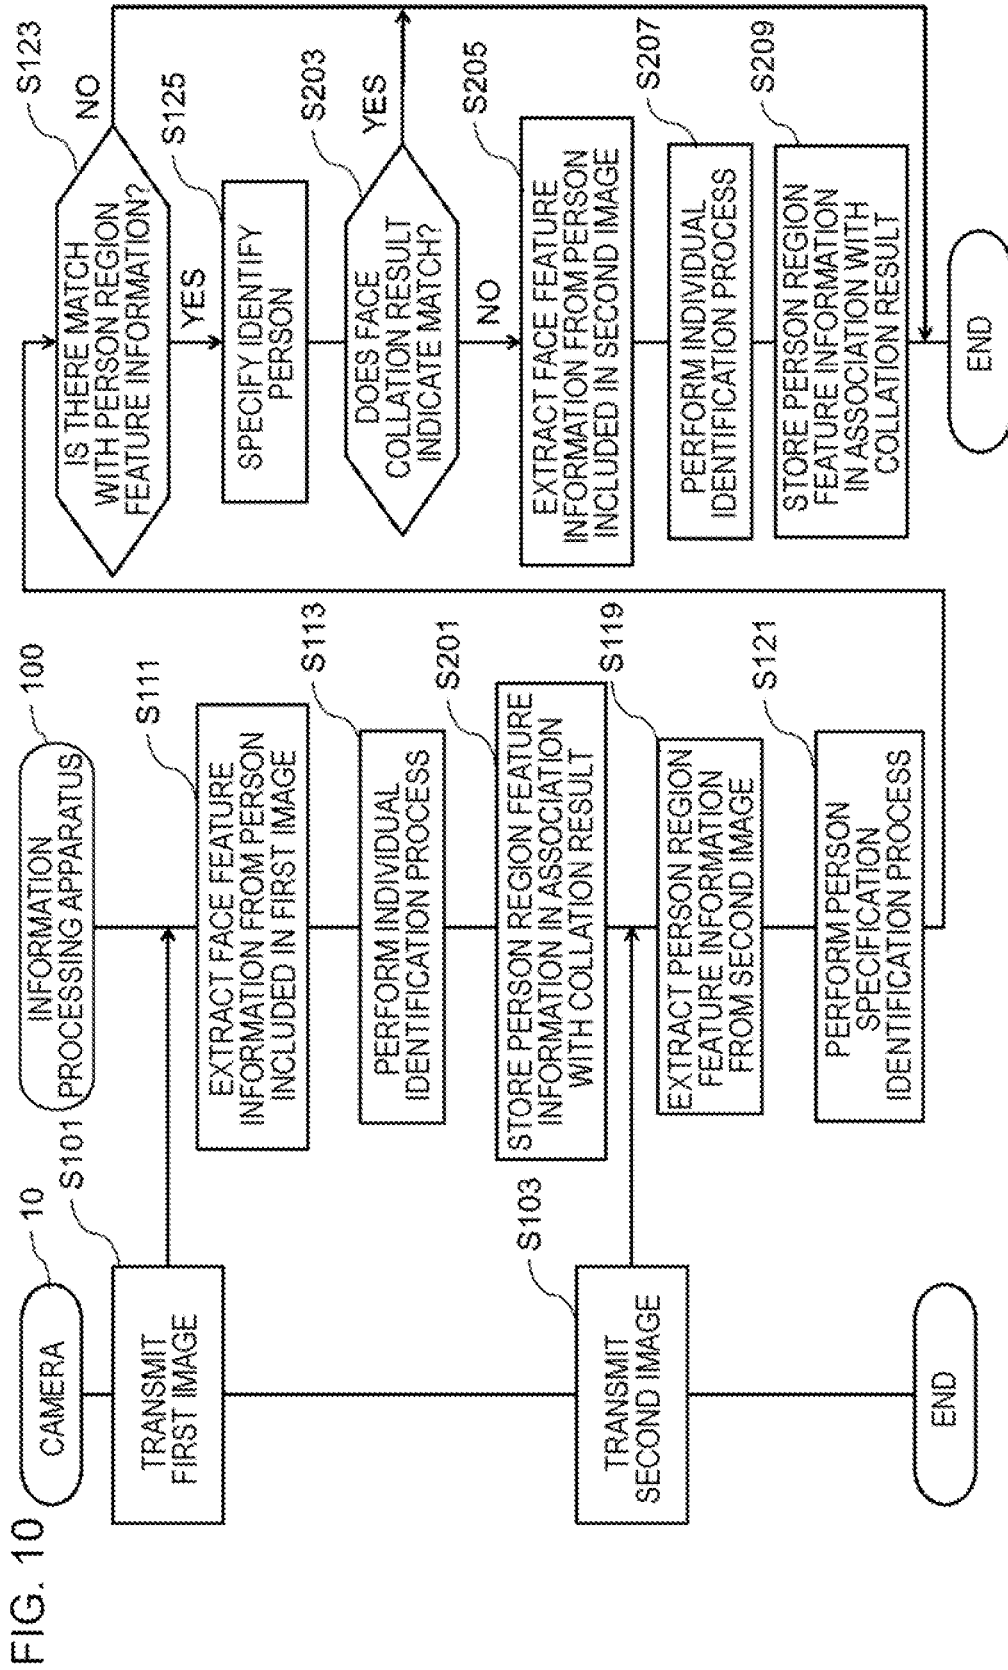 FIG. 10
CAMERA
10
S101
TRANSMIT
FIRST IMAGE
S103
TRANSMIT
SECOND IMAGE
END
INFORMATION
PROCESSING APPARATUS
100
S111
EXTRACT FACE FEATURE
INFORMATION FROM PERSON
INCLUDED IN FIRST IMAGE
S113
PERFORM INDIVIDUAL
IDENTIFICATION PROCESS
S201
STORE PERSON REGION FEATURE
INFORMATION IN ASSOCIATION
WITH COLLATION RESULT
S119
EXTRACT PERSON REGION
FEATURE INFORMATION
FROM SECOND IMAGE
S121
PERFORM PERSON
SPECIFICATION
IDENTIFICATION PROCESS
S123
IS THERE MATCH
WITH PERSON REGION
FEATURE INFORMATION?
NO
YES
S125
SPECIFY IDENTIFY
PERSON
S203
DOES FACE
COLLATION RESULT
INDICATE MATCH?
YES
NO
S205
EXTRACT FACE FEATURE
INFORMATION FROM PERSON
INCLUDED IN SECOND IMAGE
S207
PERFORM INDIVIDUAL
IDENTIFICATION PROCESS
S209
STORE PERSON REGION
FEATURE INFORMATION
IN ASSOCIATION WITH
COLLATION RESULT
END